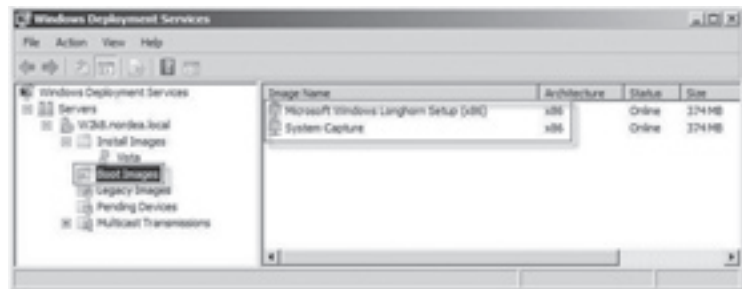 Windows Deployment Services
File Action View Help
Windows Deployment Services
Servers
W2k8.nordea.local
Install Images
Vista
Boot Images
Legacy Images
Pending Devices
Multicast Transmissions
Image Name Architecture Status Size
Microsoft Windows Longhorn Setup (x86) x86 Online 374 MB
System Capture x86 Online 374 MB